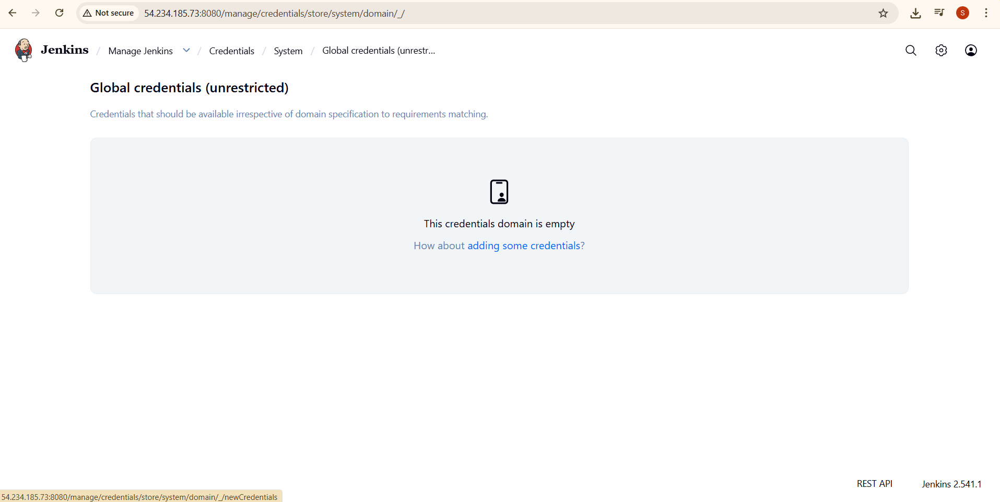 Not secure 54.234.185.73:8080/manage/credentials/store/system/domain/_/
S
Jenkins / Manage Jenkins / Credentials / System / Global credentials (unrestr...
Global credentials (unrestricted)
Credentials that should be available irrespective of domain specification to requirements matching.
This credentials domain is empty
How about adding some credentials?
REST API Jenkins 2.541.1
54.234.185.73:8080/manage/credentials/store/system/domain/_/newCredentials